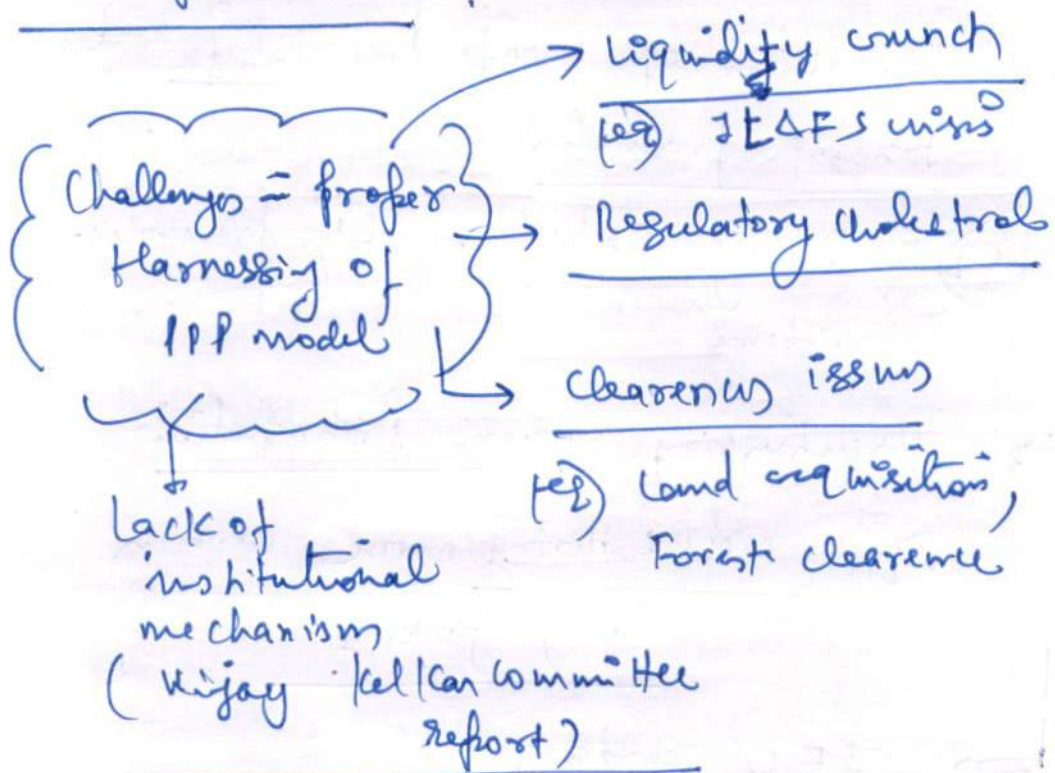 Liquidity crunch
(eg) IL&FS crisis
Challenges = proper
Harnessing of
PPP model
Regulatory cholestrol
Clearences issues
(eg) Land acquisition,
Forest clearence
Lack of
institutional
mechanism
(Vijay Kelkar Committee
report)